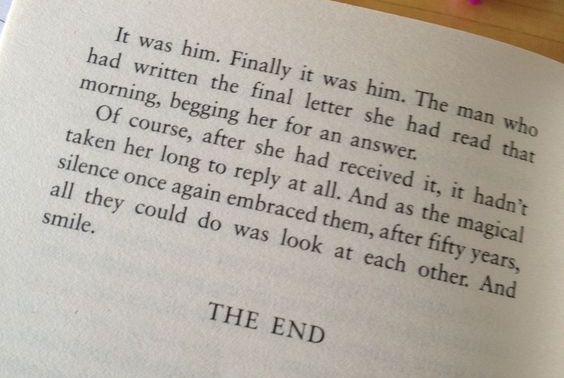 It was him. Finally it was him. The man who
had written the final letter she had read that
morning, begging her for an answer.
Of course, after she had received it, it hadn't
taken her long to reply at all. And as the magical
silence once again embraced them, after fifty years,
all they could do was look at each other. And
smile.
THE END